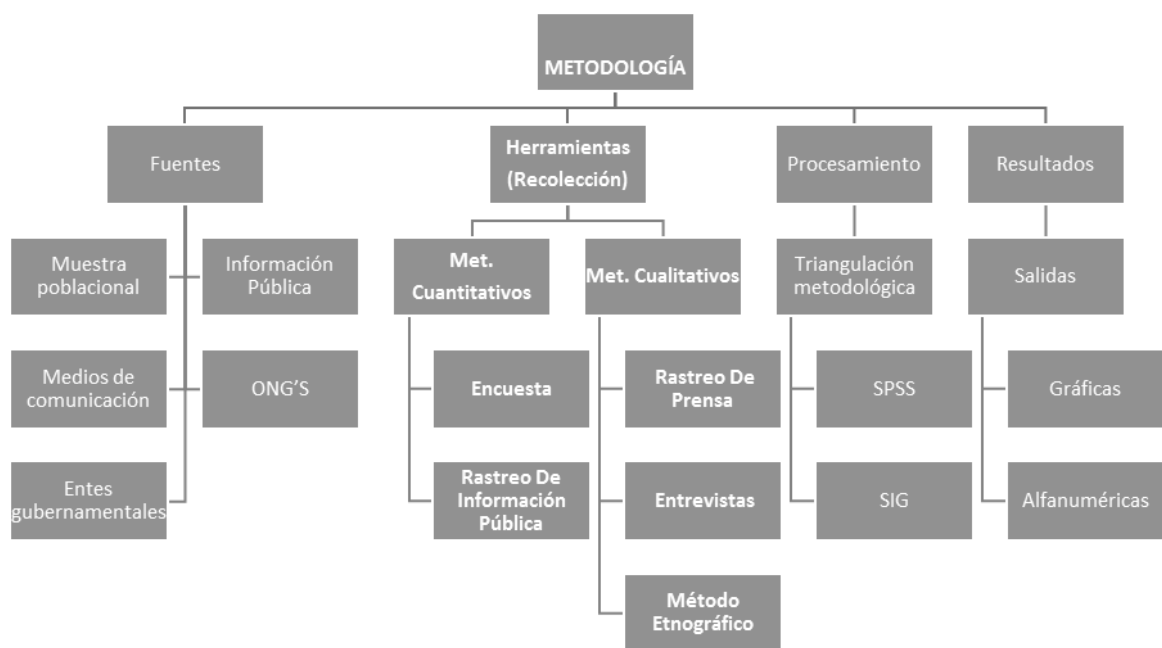 METODOLOGÍA
Fuentes
Herramientas
(Recolección)
Procesamiento
Resultados
Muestra
poblacional
Información
Pública
Met.
Cuantitativos
Met. Cualitativos
Triangulación
metodológica
Salidas
Medios de
comunicación
ONG'S
Encuesta
Rastreo De
Prensa
SPSS
Gráficas
Entes
gubernamentales
Rastreo De
Información
Pública
Entrevistas
SIG
Alfanuméricas
Método
Etnográfico